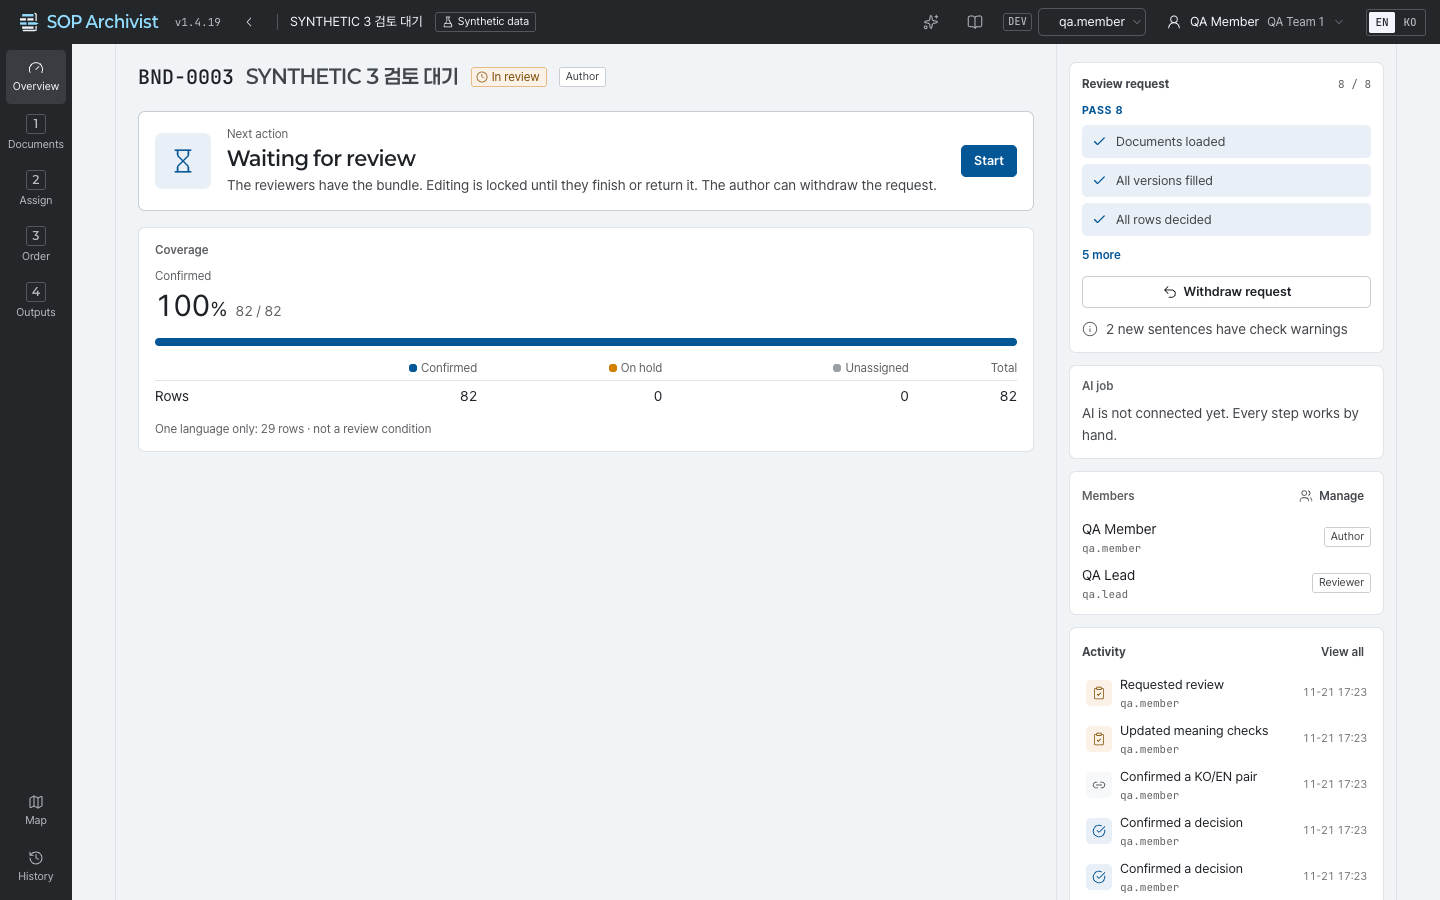 SOP Archivist v1.4.19 SYNTHETIC 3 검토 대기 Synthetic data DEV qa.member QA Member QA Team 1 EN KO
Overview
1
Documents
2
Assign
3
Order
4
Outputs
Map
History
BND-0003 SYNTHETIC 3 검토 대기 In review Author
Next action
Waiting for review
The reviewers have the bundle. Editing is locked until they finish or return it. The author can withdraw the request.
Start
Coverage
Confirmed
100% 82 / 82
Confirmed On hold Unassigned Total
Rows 82 0 0 82
One language only: 29 rows · not a review condition
Review request 8 / 8
PASS 8
Documents loaded
All versions filled
All rows decided
5 more
Withdraw request
2 new sentences have check warnings
AI job
AI is not connected yet. Every step works by
hand.
Members Manage
QA Member
qa.member
Author
QA Lead
qa.lead
Reviewer
Activity View all
Requested review
qa.member
11-21 17:23
Updated meaning checks
qa.member
11-21 17:23
Confirmed a KO/EN pair
qa.member
11-21 17:23
Confirmed a decision
qa.member
11-21 17:23
Confirmed a decision
qa.member
11-21 17:23